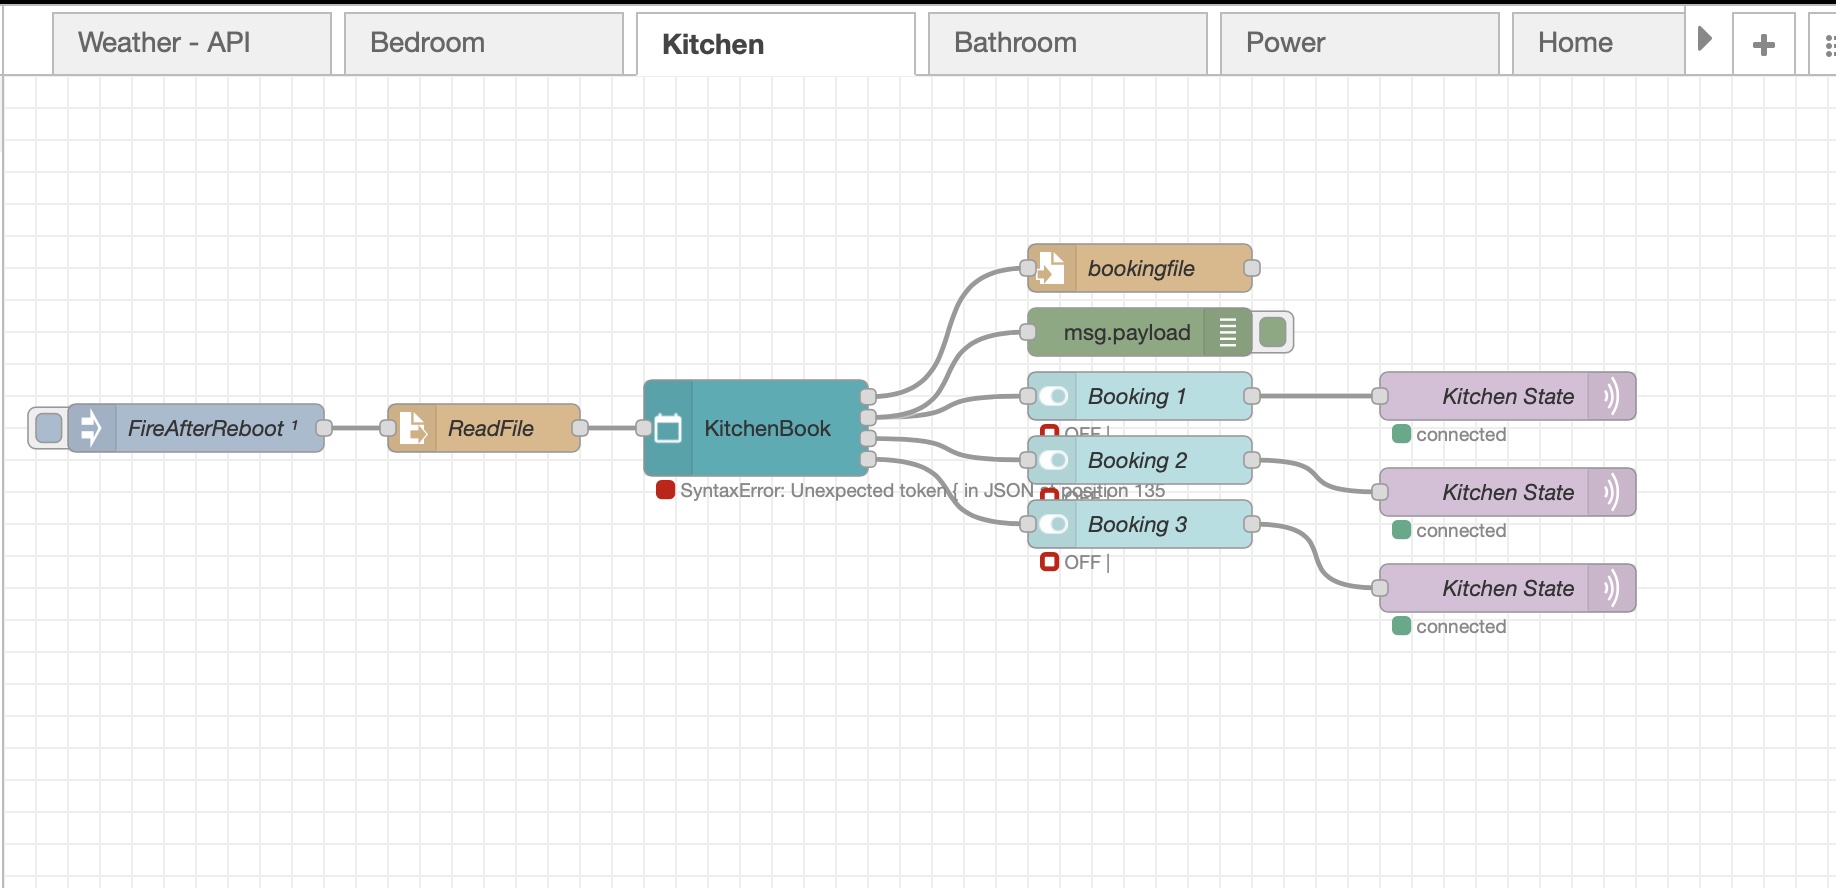 Weather - API
Bedroom
Kitchen
Bathroom
Power
Home
bookingfile
msg.payload
FireAfterReboot ¹
ReadFile
KitchenBook
SyntaxError: Unexpected token { in JSON at position 135
Booking 1
OFF |
Kitchen State
connected
Booking 2
OFF |
Kitchen State
connected
Booking 3
OFF |
Kitchen State
connected